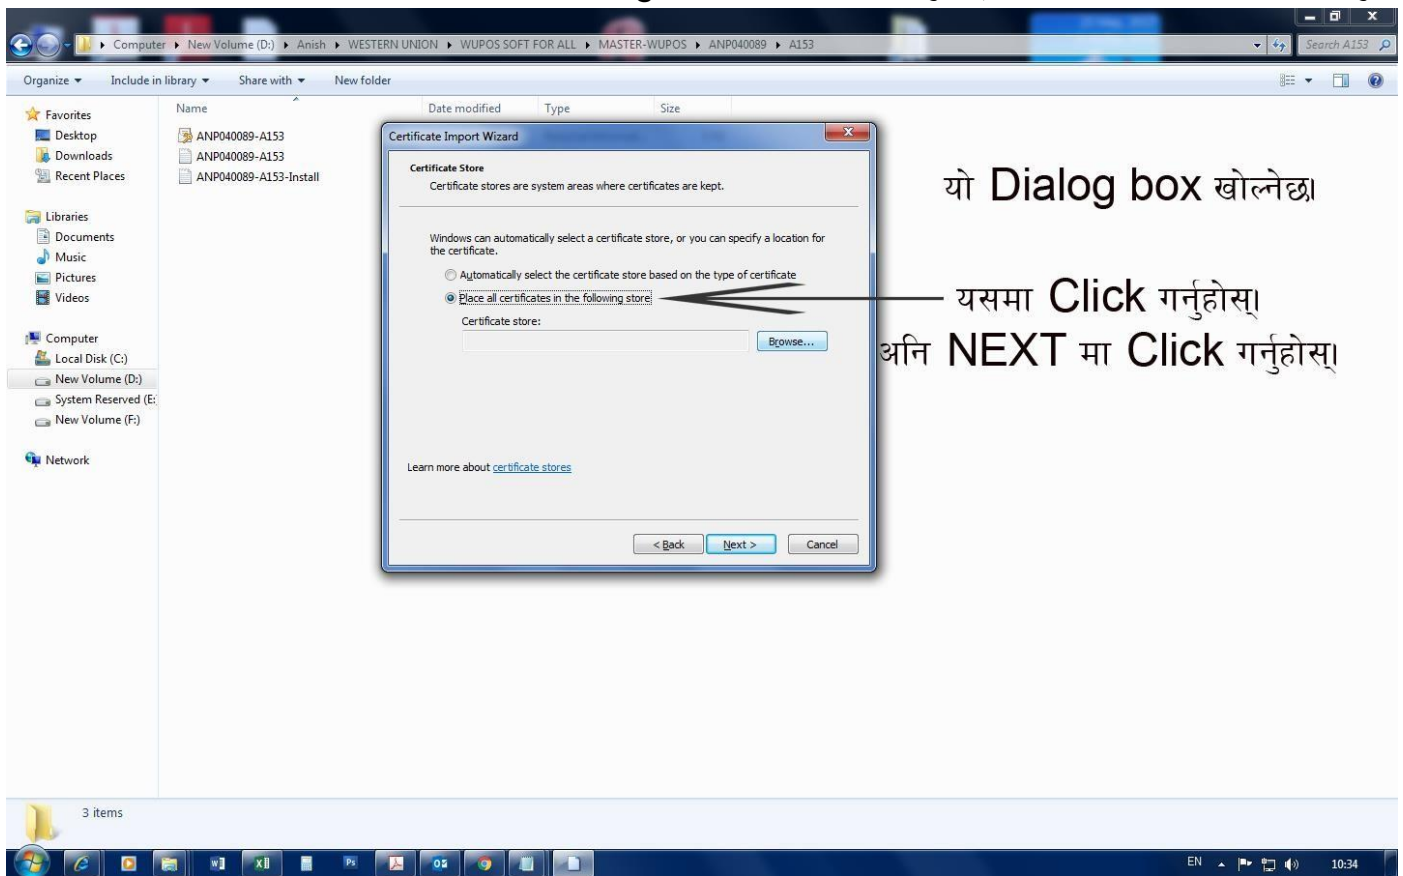 Computer ▸ New Volume (D:) ▸ Anish ▸ WESTERN UNION ▸ WUPOS SOFT FOR ALL ▸ MASTER-WUPOS ▸ ANP040089 ▸ A153
Search A153
Organize
Include in library
Share with
New folder
Name
Date modified
Type
Size
Favorites
Desktop
Downloads
Recent Places
Libraries
Documents
Music
Pictures
Videos
Computer
Local Disk (C:)
New Volume (D:)
System Reserved (E:
New Volume (F:)
Network
ANP040089-A153
ANP040089-A153
ANP040089-A153-Install
Certificate Import Wizard
Certificate Store
Certificate stores are system areas where certificates are kept.
Windows can automatically select a certificate store, or you can specify a location for
the certificate.
Automatically select the certificate store based on the type of certificate
Place all certificates in the following store
Certificate store:
Browse...
Learn more about certificate stores
< Back
Next >
Cancel
यो Dialog box खोल्नेछ।
यसमा Click गर्नुहोस्।
अनि NEXT मा Click गर्नुहोस्।
3 items
EN
10:34